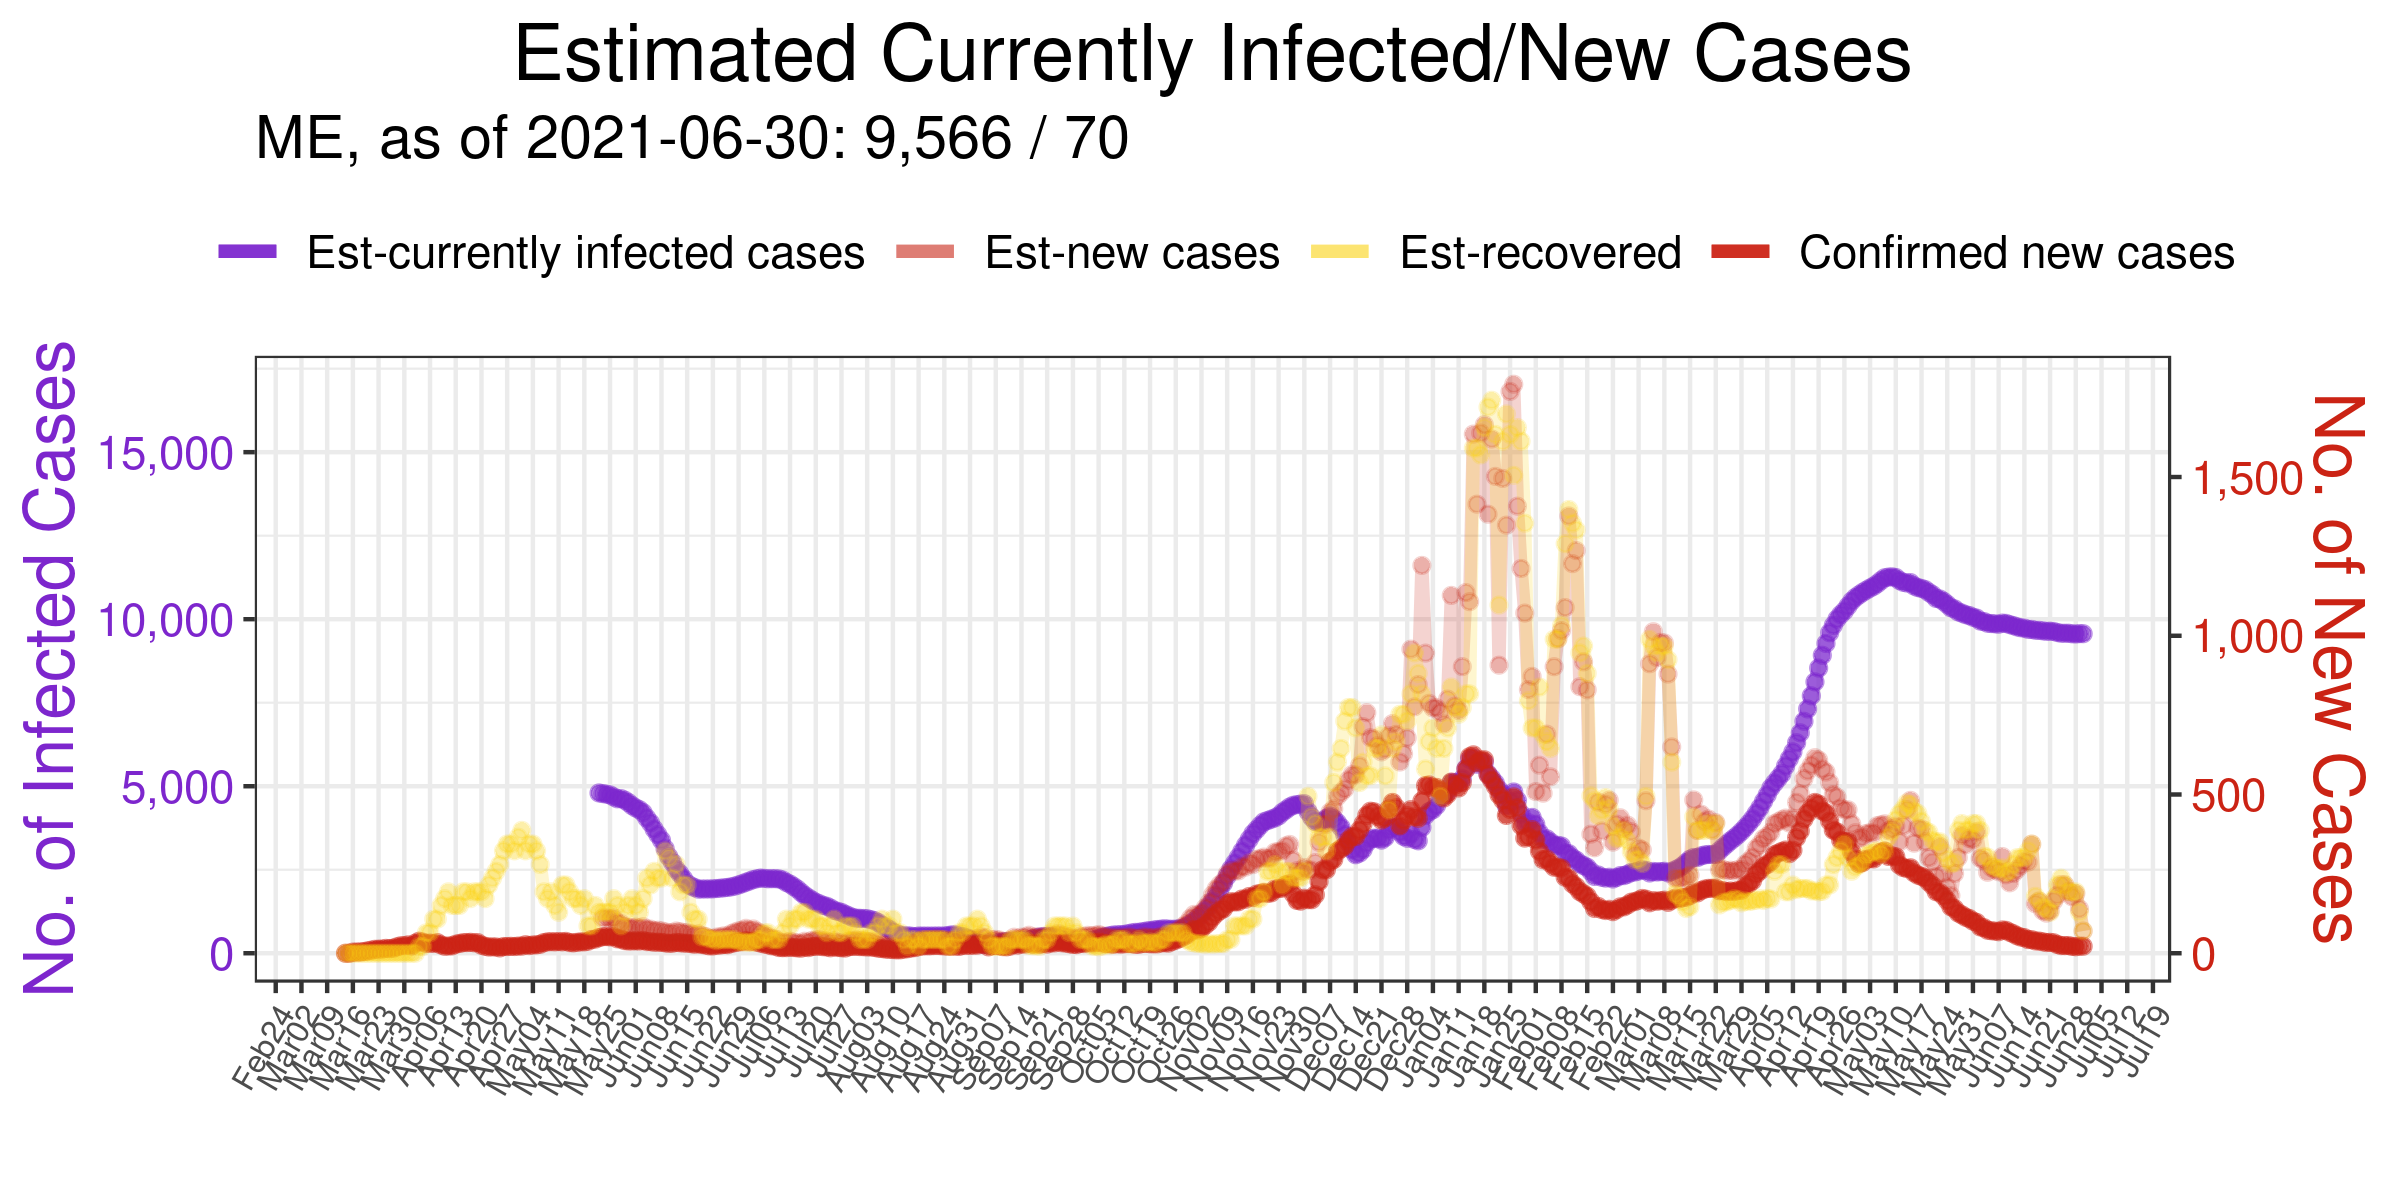 Estimated Currently Infected/New Cases
ME, as of 2021-06-30: 9,566 / 70
Est-currently infected cases
Est-new cases
Est-recovered
Confirmed new cases
No. of Infected Cases
15,000
10,000
5,000
0
1,500
1,000
500
0
No. of New Cases
Feb24
Mar02
Mar09
Mar16
Mar23
Mar30
Apr06
Apr13
Apr20
Apr27
May04
May11
May18
May25
Jun01
Jun08
Jun15
Jun22
Jun29
Jul06
Jul13
Jul20
Jul27
Aug03
Aug10
Aug17
Aug24
Aug31
Sep07
Sep14
Sep21
Sep28
Oct05
Oct12
Oct19
Oct26
Nov02
Nov09
Nov16
Nov23
Nov30
Dec07
Dec14
Dec21
Dec28
Jan04
Jan11
Jan18
Jan25
Feb01
Feb08
Feb15
Feb22
Mar01
Mar08
Mar15
Mar22
Mar29
Apr05
Apr12
Apr19
Apr26
May03
May10
May17
May24
May31
Jun07
Jun14
Jun21
Jun28
Jul05
Jul12
Jul19